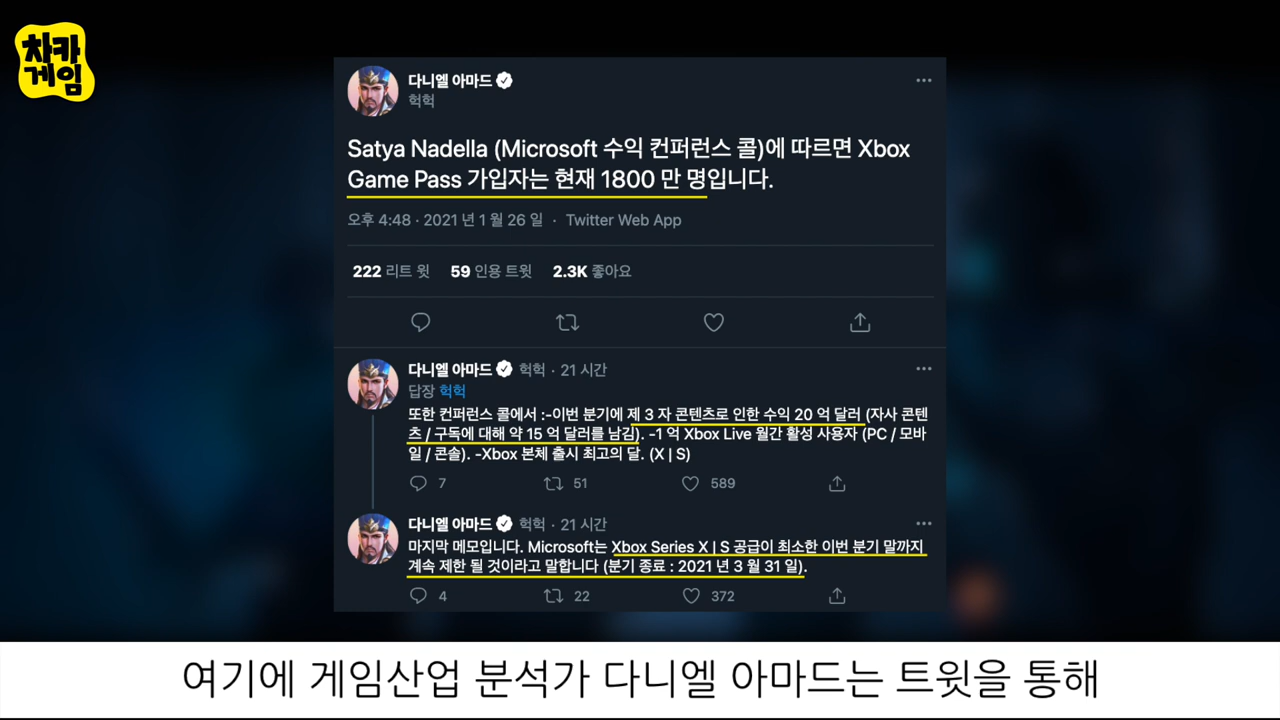 차카
게임
다니엘 아마드
헉헉
Satya Nadella (Microsoft 수익 컨퍼런스 콜)에 따르면 Xbox
Game Pass 가입자는 현재 1800 만 명입니다.
오후 4:48 · 2021 년 1 월 26 일 · Twitter Web App
222 리트 윗 59 인용 트윗 2.3K 좋아요
다니엘 아마드 헉헉 · 21 시간
답장 헉헉
또한 컨퍼런스 콜에서 :-이번 분기에 제 3 자 콘텐츠로 인한 수익 20 억 달러 (자사 콘텐
츠 / 구독에 대해 약 15 억 달러를 남김). -1 억 Xbox Live 월간 활성 사용자 (PC / 모바
일 / 콘솔). -Xbox 본체 출시 최고의 달. (X | S)
7 51 589
다니엘 아마드 헉헉 · 21 시간
마지막 메모입니다. Microsoft는 Xbox Series X | S 공급이 최소한 이번 분기 말까지
계속 제한 될 것이라고 말합니다 (분기 종료 : 2021 년 3 월 31 일).
4 22 372
여기에 게임산업 분석가 다니엘 아마드는 트윗을 통해